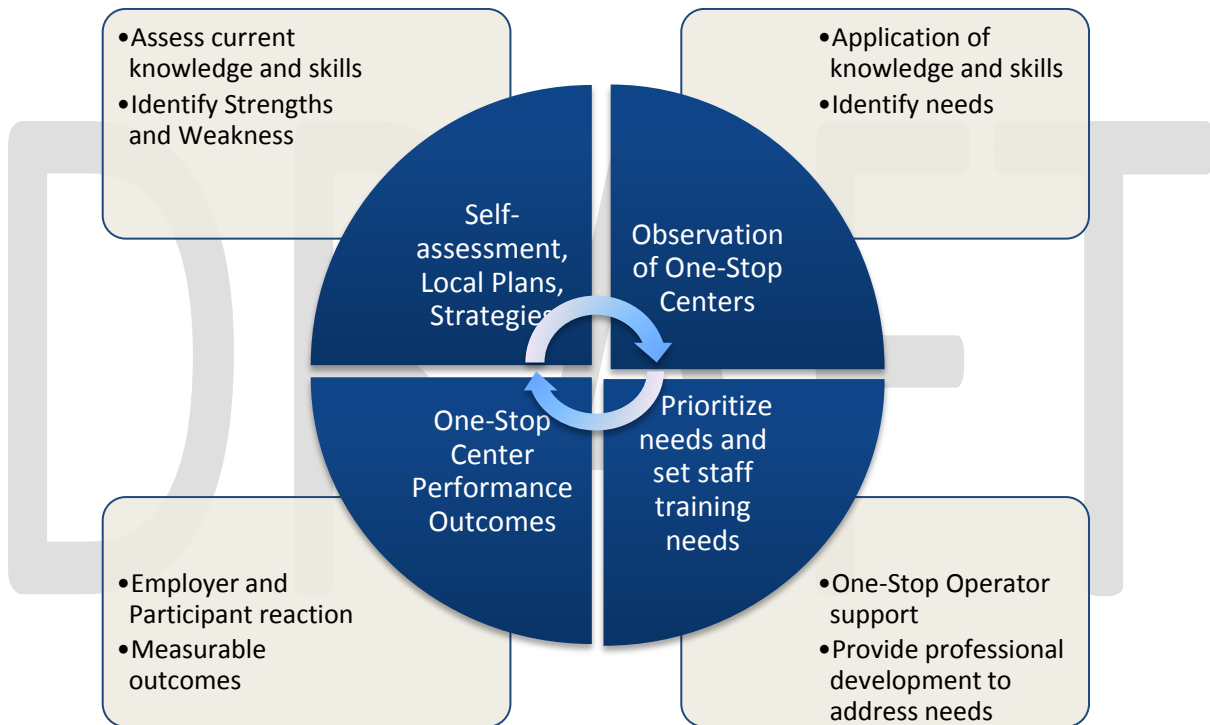 •Assess current
knowledge and skills
•Identify Strengths
and Weakness
•Application of
knowledge and skills
•Identify needs
Self-
assessment,
Local Plans,
Strategies
Observation
of One-Stop
Centers
One-Stop
Center
Performance
Outcomes
Prioritize
needs and
set staff
training
needs
•Employer and
Participant reaction
•Measurable
outcomes
•One-Stop Operator
support
•Provide professional
development to
address needs
DRAFT